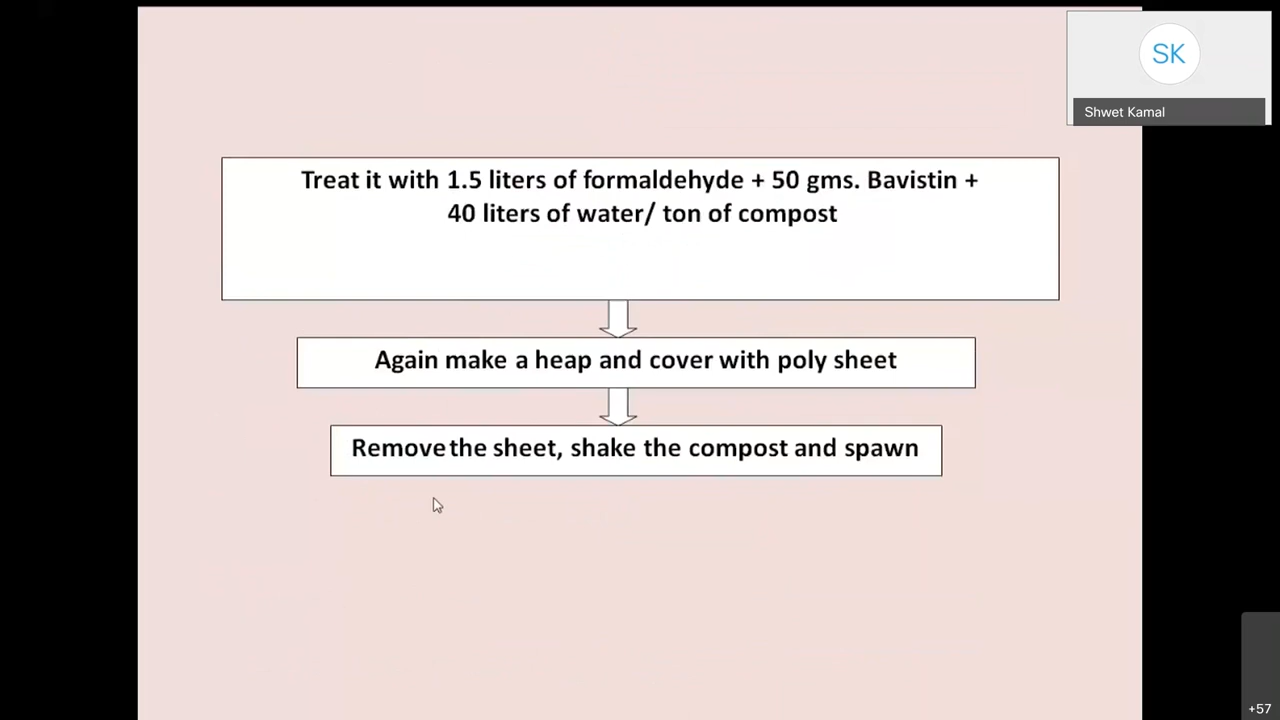 SK
Shwet Kamal
Treat it with 1.5 liters of formaldehyde + 50 gms. Bavistin +
40 liters of water/ ton of compost
Again make a heap and cover with poly sheet
Remove the sheet, shake the compost and spawn
+57